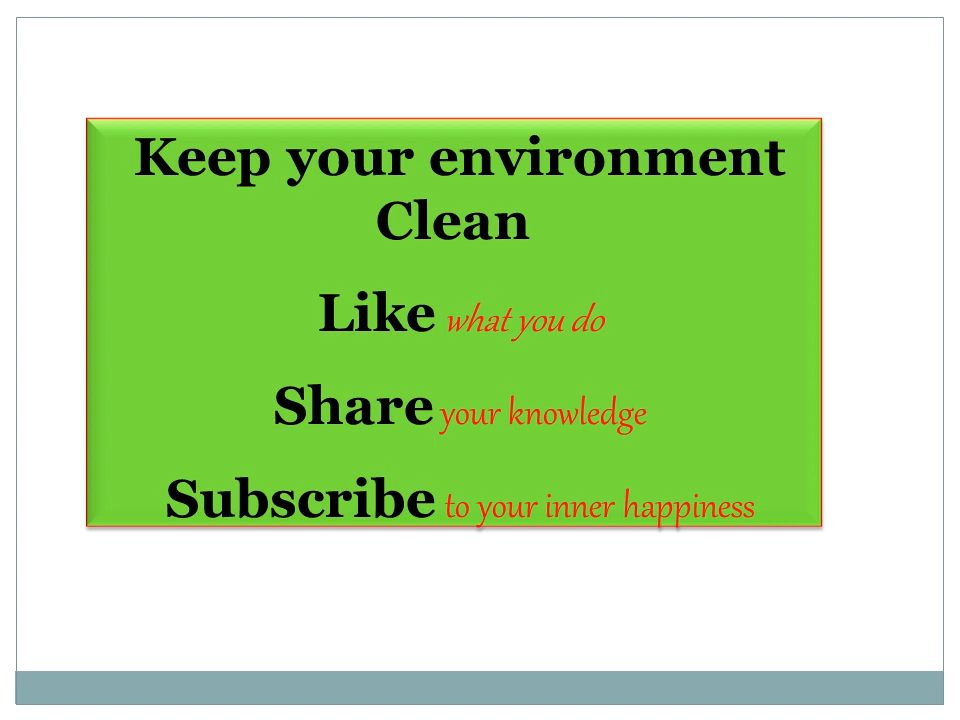 Keep your environment
Clean
Like what you do
Share your knowledge
Subscribe to your inner happiness